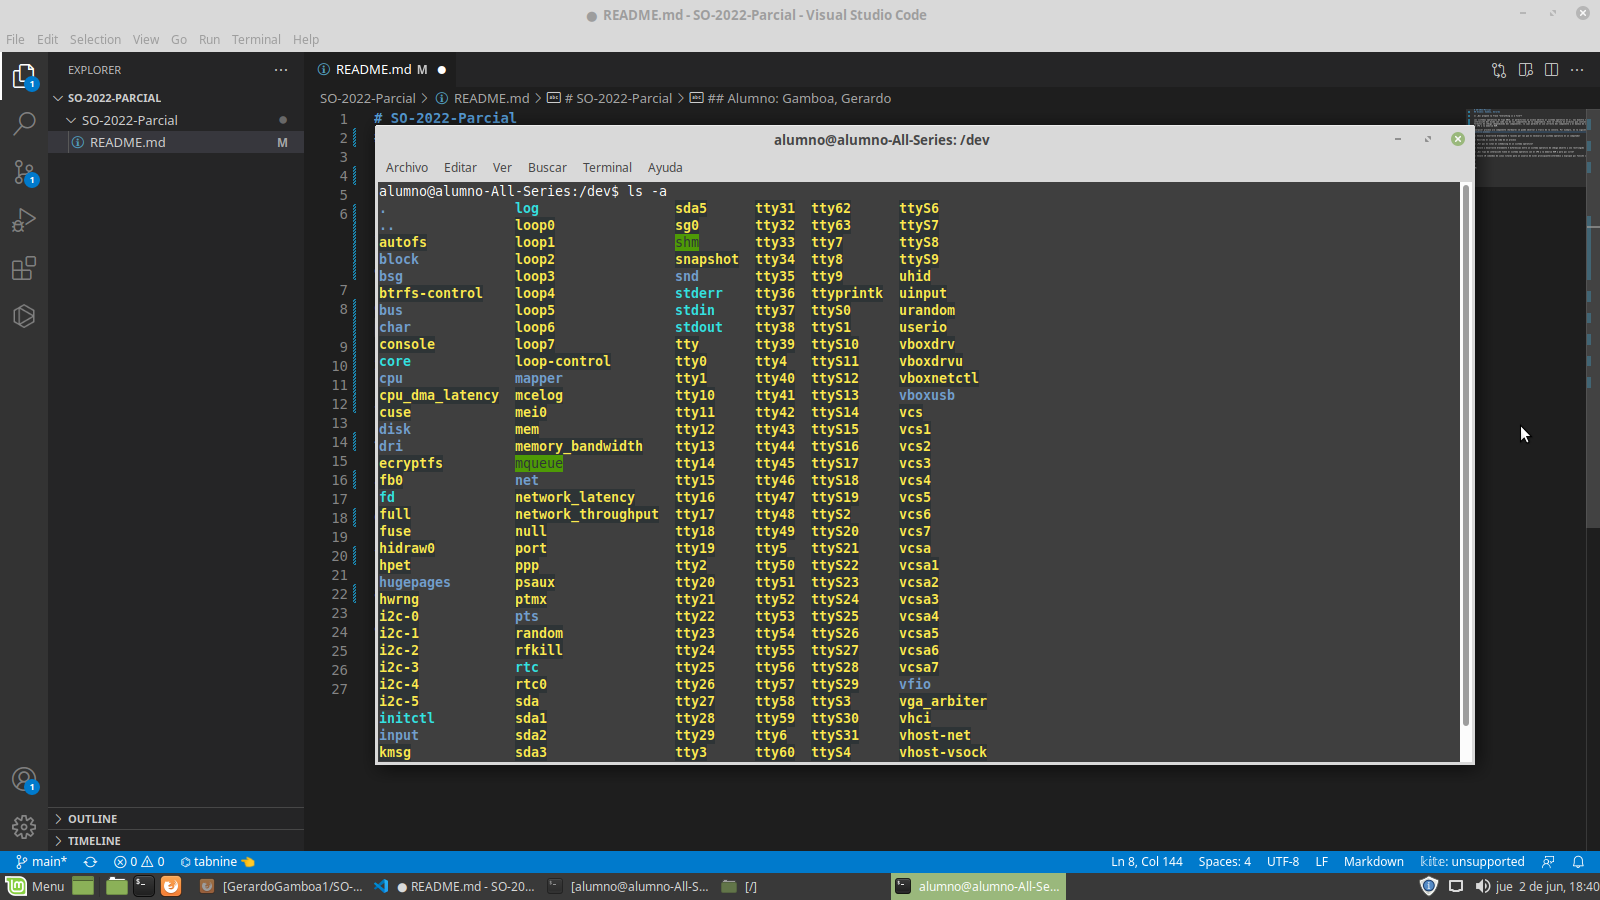 README.md - SO-2022-Parcial - Visual Studio Code
File Edit Selection View Go Run Terminal Help
EXPLORER
README.md M
SO-2022-PARCIAL
SO-2022-Parcial
README.md M
SO-2022-Parcial > README.md > # SO-2022-Parcial > ## Alumno: Gamboa, Gerardo
1 # SO-2022-Parcial
2
3
4
5
6
7
8
9
10
11
12
13
14
15
16
17
18
19
20
21
22
23
24
25
26
27
alumno@alumno-All-Series: /dev
Archivo Editar Ver Buscar Terminal Ayuda
alumno@alumno-All-Series:/dev$ ls -a
. log sda5 tty31 tty62 ttyS6
.. loop0 sg0 tty32 tty63 ttyS7
autofs loop1 shm tty33 tty7 ttyS8
block loop2 snapshot tty34 tty8 ttyS9
bsg loop3 snd tty35 tty9 uhid
btrfs-control loop4 stderr tty36 ttyprintk uinput
bus loop5 stdin tty37 ttyS0 urandom
char loop6 stdout tty38 ttyS1 userio
console loop7 tty tty39 ttyS10 vboxdrv
core loop-control tty0 tty4 ttyS11 vboxdrvu
cpu mapper tty1 tty40 ttyS12 vboxnetctl
cpu_dma_latency mcelog tty10 tty41 ttyS13 vboxusb
cuse mei0 tty11 tty42 ttyS14 vcs
disk mem tty12 tty43 ttyS15 vcs1
dri memory_bandwidth tty13 tty44 ttyS16 vcs2
ecryptfs mqueue tty14 tty45 ttyS17 vcs3
fb0 net tty15 tty46 ttyS18 vcs4
fd network_latency tty16 tty47 ttyS19 vcs5
full network_throughput tty17 tty48 ttyS2 vcs6
fuse null tty18 tty49 ttyS20 vcs7
hidraw0 port tty19 tty5 ttyS21 vcsa
hpet ppp tty2 tty50 ttyS22 vcsa1
hugepages psaux tty20 tty51 ttyS23 vcsa2
hwrng ptmx tty21 tty52 ttyS24 vcsa3
i2c-0 pts tty22 tty53 ttyS25 vcsa4
i2c-1 random tty23 tty54 ttyS26 vcsa5
i2c-2 rfkill tty24 tty55 ttyS27 vcsa6
i2c-3 rtc tty25 tty56 ttyS28 vcsa7
i2c-4 rtc0 tty26 tty57 ttyS29 vfio
i2c-5 sda tty27 tty58 ttyS3 vga_arbiter
initctl sda1 tty28 tty59 ttyS30 vhci
input sda2 tty29 tty6 ttyS31 vhost-net
kmsg sda3 tty3 tty60 ttyS4 vhost-vsock
OUTLINE
TIMELINE
main* 0 0 tabnine Ln 8, Col 144 Spaces: 4 UTF-8 LF Markdown kite: unsupported
Menu [GerardoGamboa1/SO-... README.md - SO-20... [alumno@alumno-All-S... [/] alumno@alumno-All-Se... jue 2 de jun, 18:40